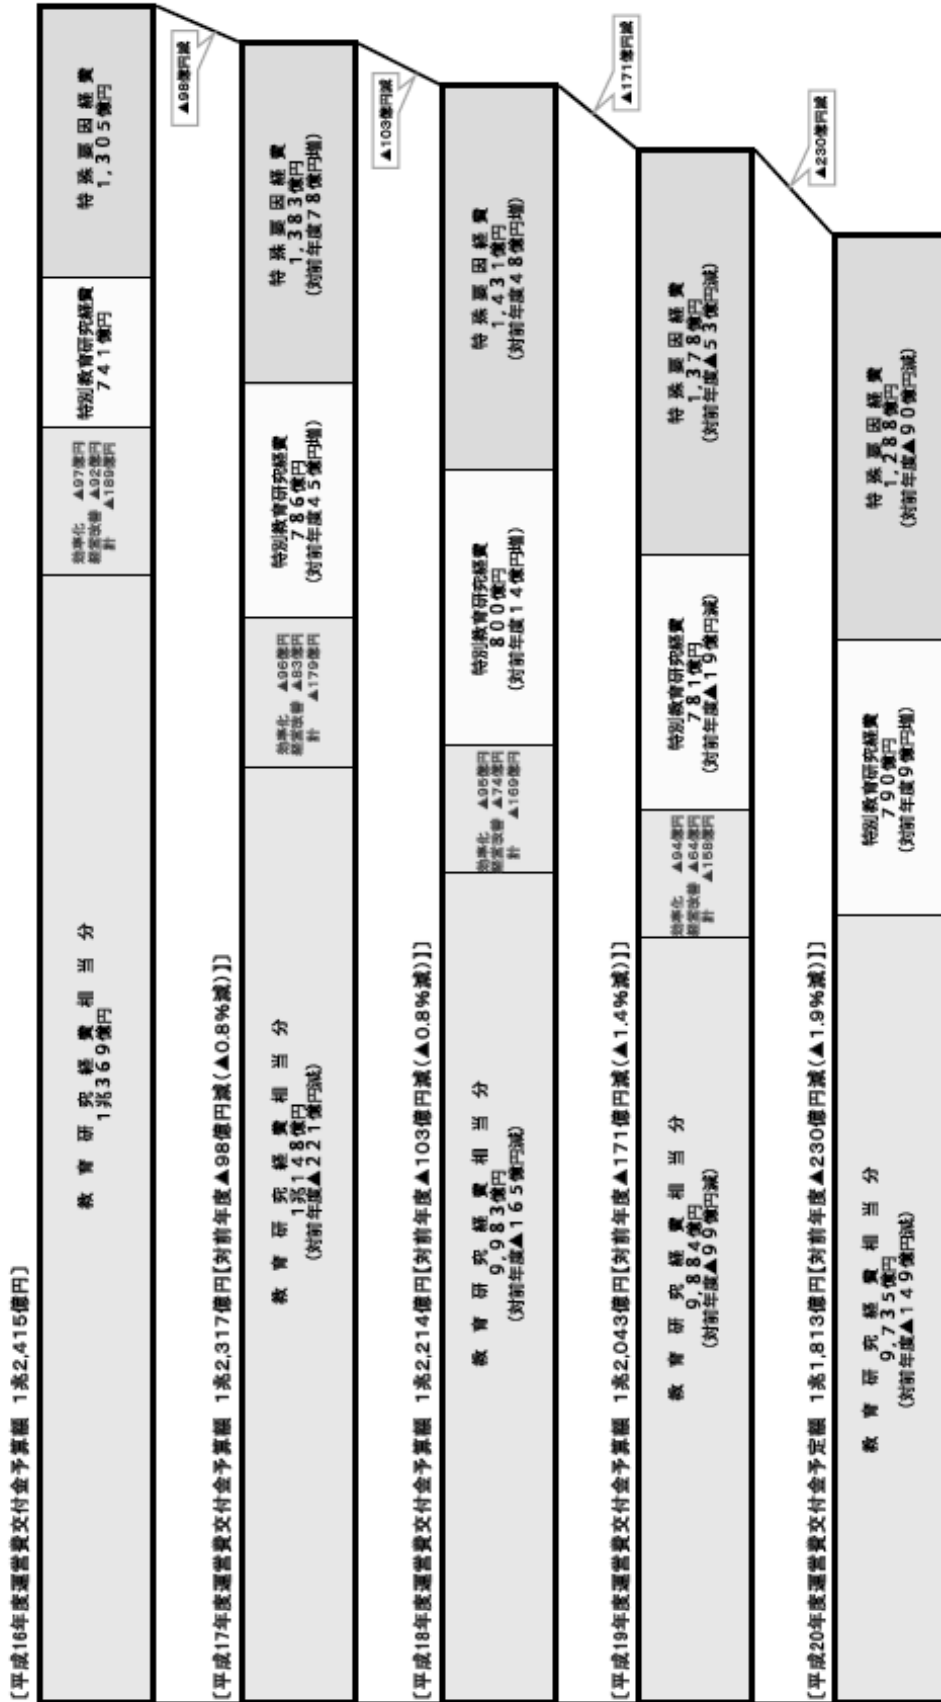 [平成16年度運営費交付金予算額 1兆2,415億円]
教育研究経費相当分
1兆369億円
効率化 ▲97億円
経営改善 ▲92億円
計 ▲189億円
特別教育研究経費
741億円
特殊要因経費
1,305億円
▲98億円減
[平成17年度運営費交付金予算額 1兆2,317億円[対前年度▲98億円減(▲0.8%減)]]
教育研究経費相当分
1兆148億円
(対前年度▲221億円減)
効率化 ▲96億円
経営改善 ▲83億円
計 ▲179億円
特別教育研究経費
786億円
(対前年度45億円増)
特殊要因経費
1,383億円
(対前年度78億円増)
▲103億円減
[平成18年度運営費交付金予算額 1兆2,214億円[対前年度▲103億円減(▲0.8%減)]]
教育研究経費相当分
9,983億円
(対前年度▲165億円減)
効率化 ▲95億円
経営改善 ▲74億円
計 ▲169億円
特別教育研究経費
800億円
(対前年度14億円増)
特殊要因経費
1,431億円
(対前年度48億円増)
▲171億円減
[平成19年度運営費交付金予算額 1兆2,043億円[対前年度▲171億円減(▲1.4%減)]]
教育研究経費相当分
9,884億円
(対前年度▲99億円減)
効率化 ▲94億円
経営改善 ▲64億円
計 ▲158億円
特別教育研究経費
781億円
(対前年度▲19億円減)
特殊要因経費
1,378億円
(対前年度▲53億円減)
▲230億円減
[平成20年度運営費交付金予定額 1兆1,813億円[対前年度▲230億円減(▲1.9%減)]]
教育研究経費相当分
9,735億円
(対前年度▲149億円減)
特別教育研究経費
790億円
(対前年度9億円増)
特殊要因経費
1,288億円
(対前年度▲90億円減)